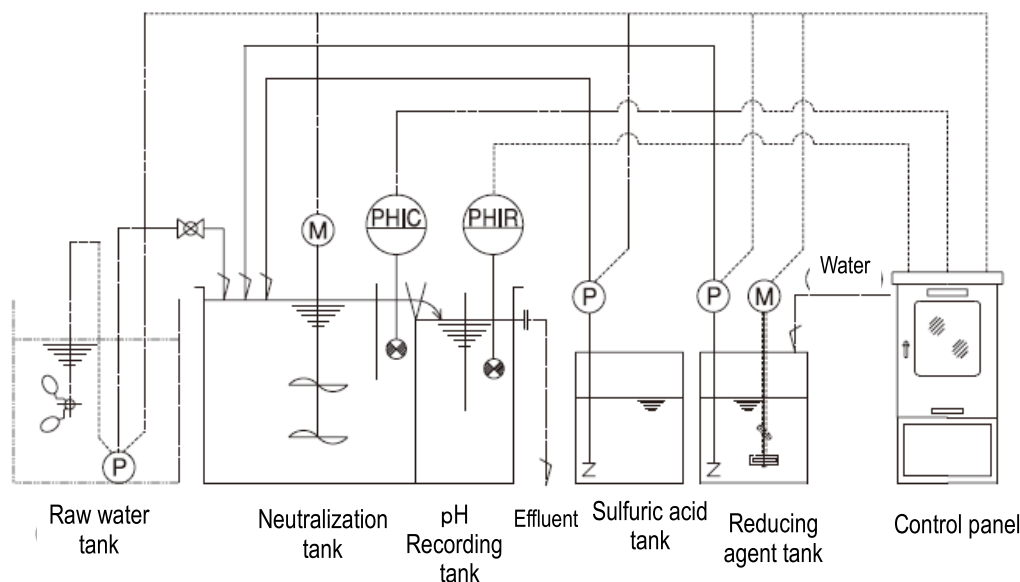 M
PHIC
PHIR
P
P
M
Water
P
Raw water
tank
Neutralization
tank
pH
Recording
tank
Effluent
Sulfuric acid
tank
Reducing
agent tank
Control panel